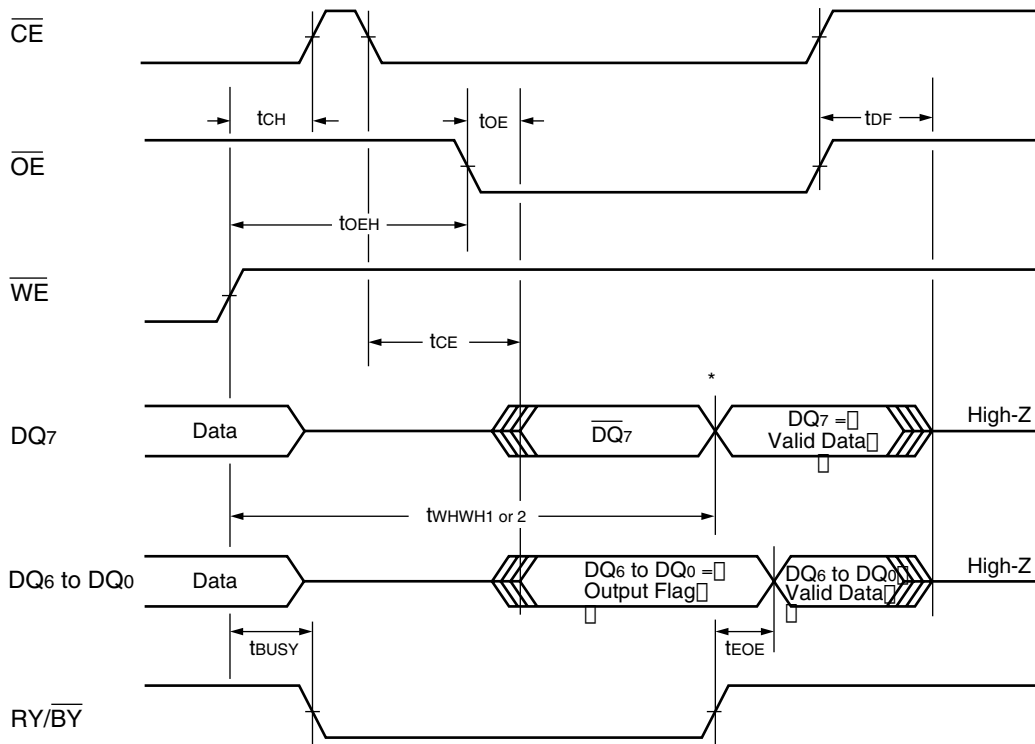 CE
tCH
tOE
tDF
OE
tOEH
WE
tCE
*
DQ7
Data
DQ7
DQ7 =
Valid Data
High-Z
tWHWH1 or 2
DQ6 to DQ0
Data
DQ6 to DQ0 =
Output Flag
DQ6 to DQ0
Valid Data
High-Z
tBUSY
tEOE
RY/BY